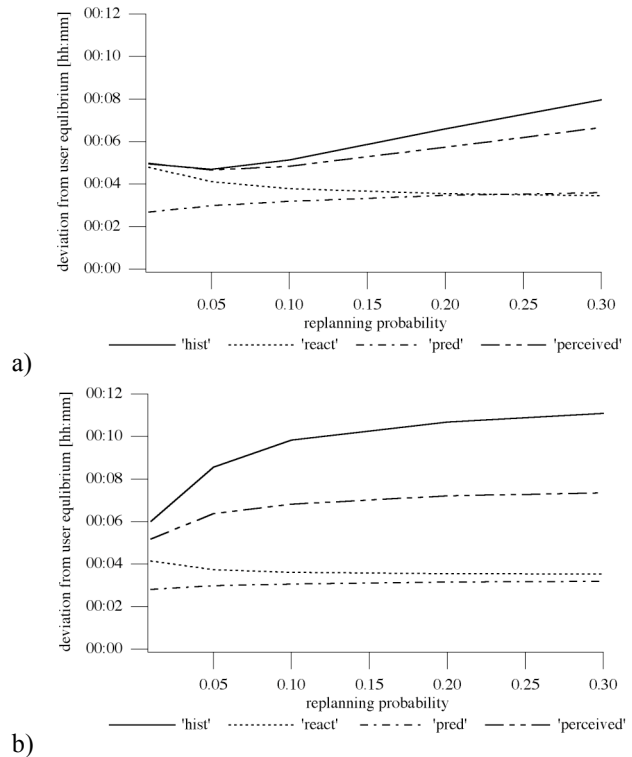 00:12
00:10
00:08
00:06
00:04
00:02
00:00
deviation from user equlibrium [hh:mm]
0.05 0.10 0.15 0.20 0.25 0.30
replanning probability
'hist' 'react' 'pred' 'perceived'
a)
00:12
00:10
00:08
00:06
00:04
00:02
00:00
deviation from user equlibrium [hh:mm]
0.05 0.10 0.15 0.20 0.25 0.30
replanning probability
'hist' 'react' 'pred' 'perceived'
b)